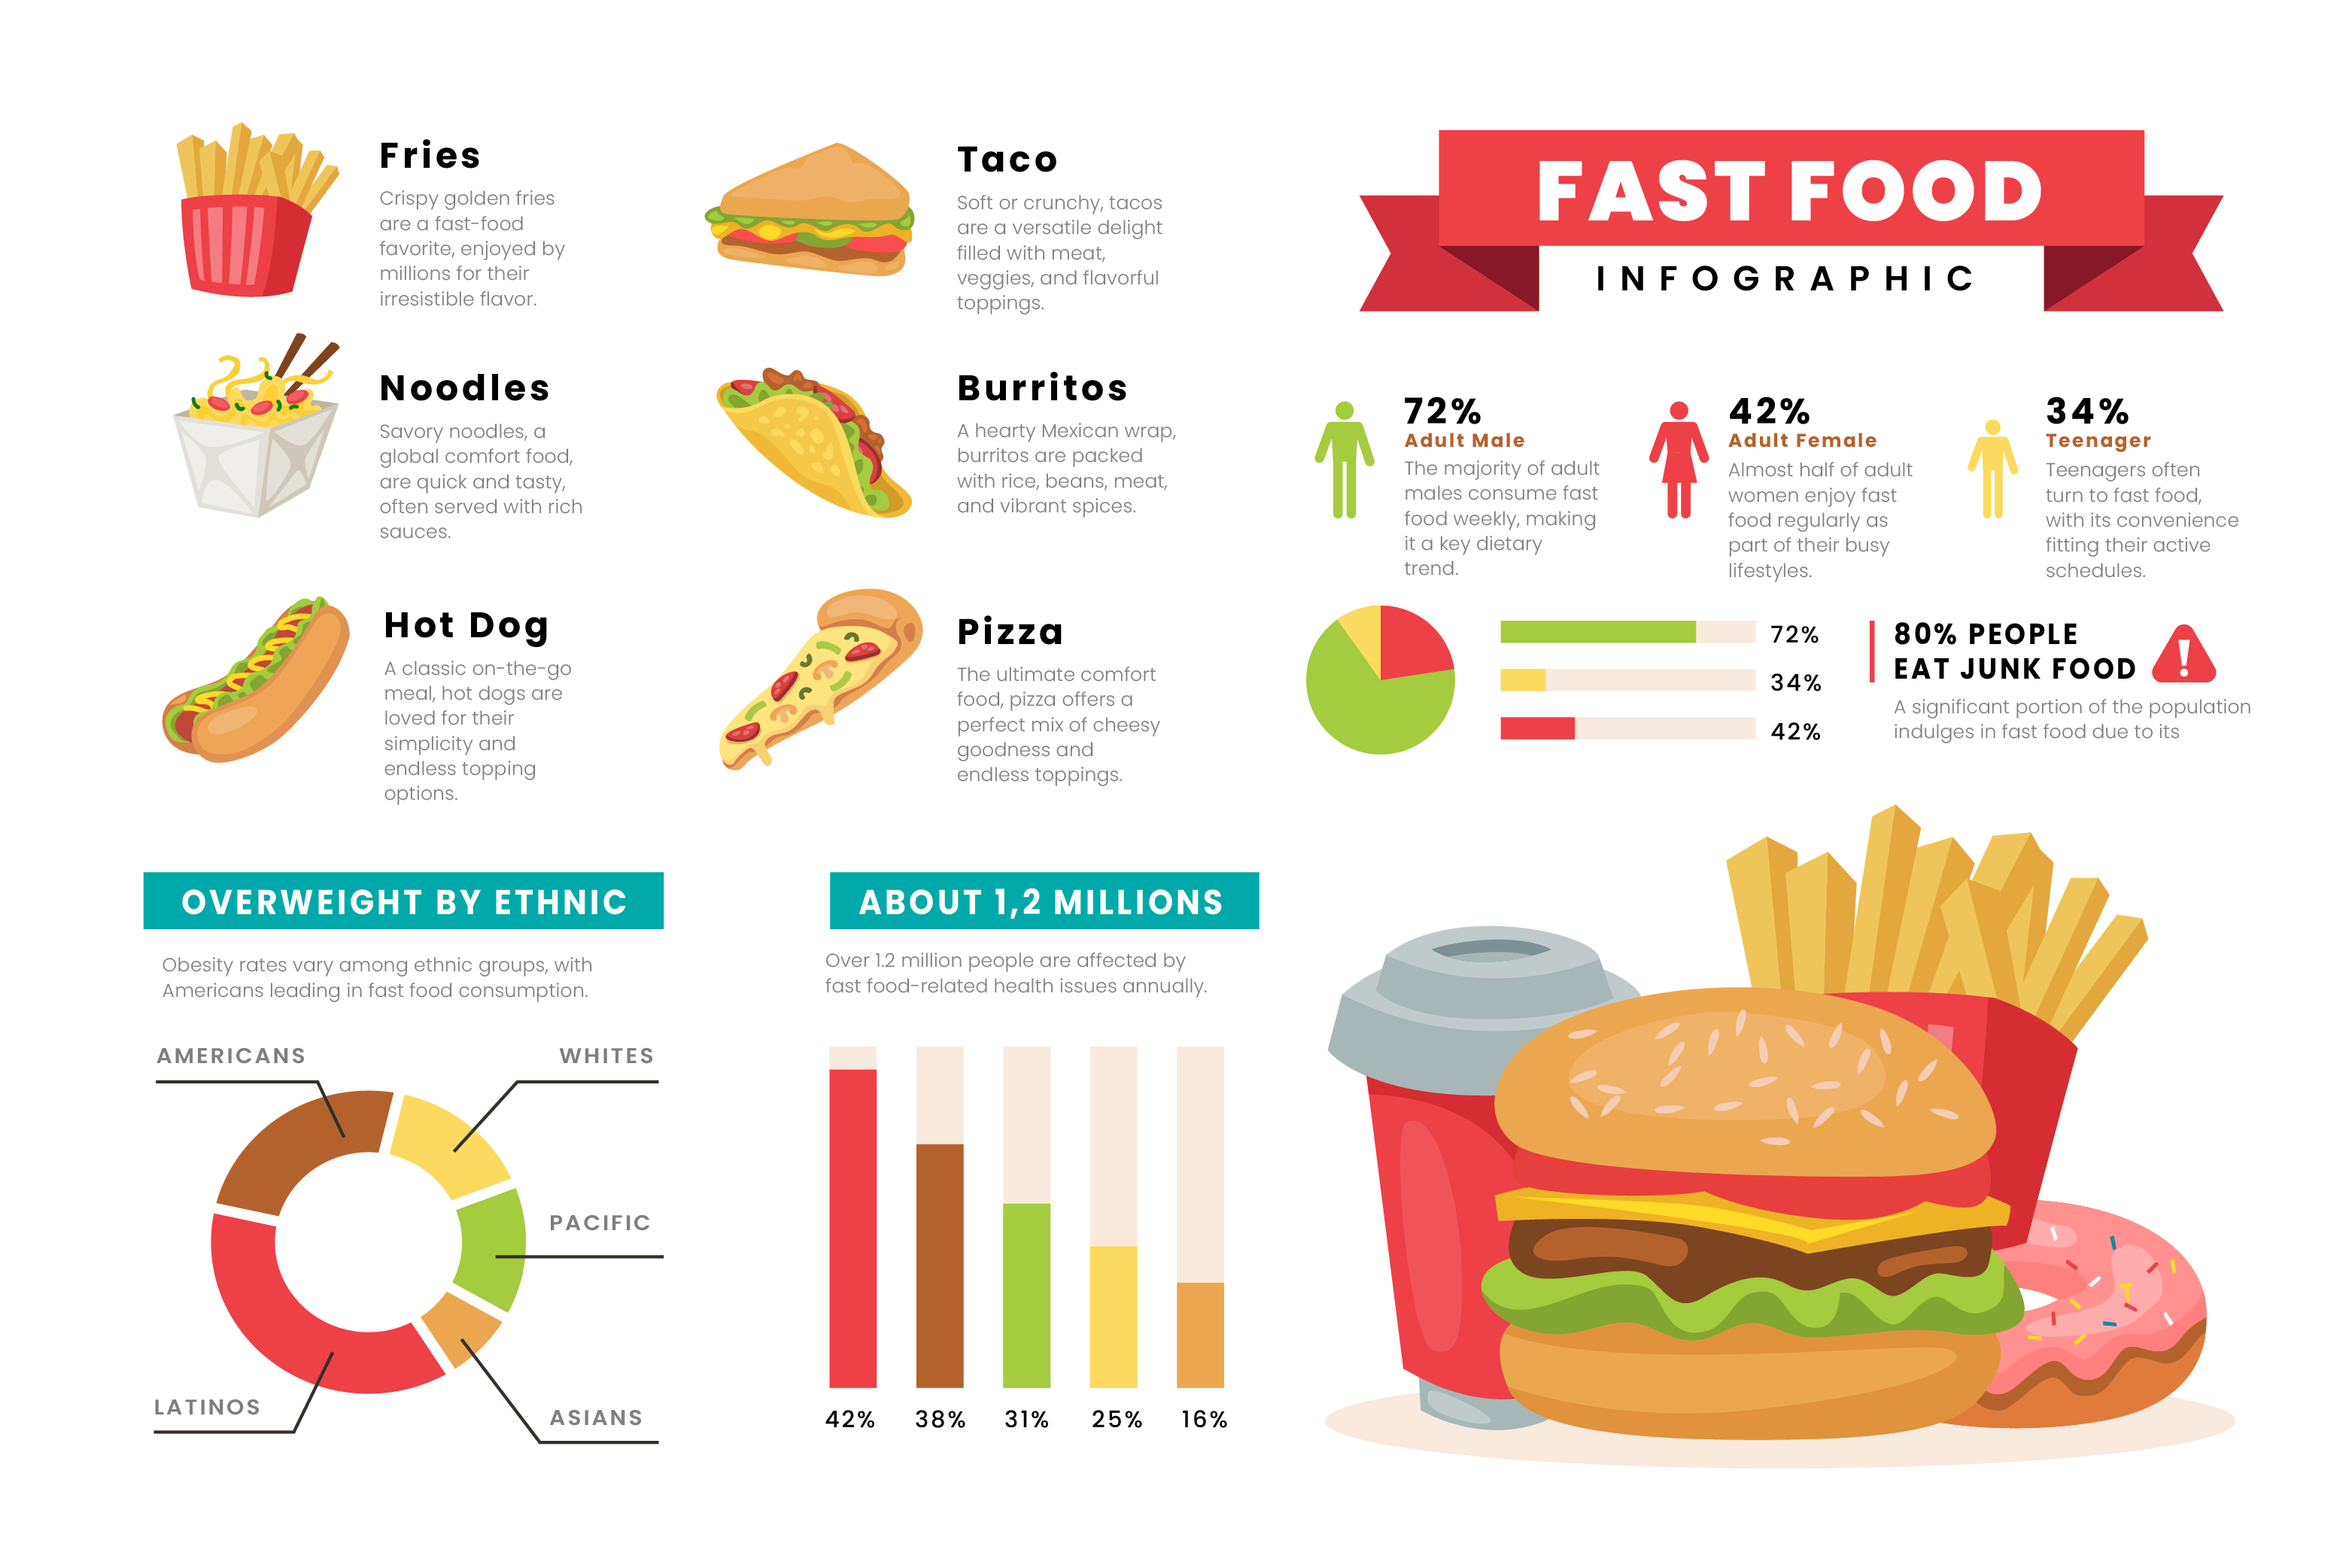 Fries
Crispy golden fries
are a fast-food
favorite, enjoyed by
millions for their
irresistible flavor.
Taco
Soft or crunchy, tacos
are a versatile delight
filled with meat,
veggies, and flavorful
toppings.
Noodles
Savory noodles, a
global comfort food,
are quick and tasty,
often served with rich
sauces.
Burritos
A hearty Mexican wrap,
burritos are packed
with rice, beans, meat,
and vibrant spices.
Hot Dog
A classic on-the-go
meal, hot dogs are
loved for their
simplicity and
endless topping
options.
Pizza
The ultimate comfort
food, pizza offers a
perfect mix of cheesy
goodness and
endless toppings.
FAST FOOD
INFOGRAPHIC
72%
Adult Male
The majority of adult
males consume fast
food weekly, making
it a key dietary
trend.
42%
Adult Female
Almost half of adult
women enjoy fast
food regularly as
part of their busy
lifestyles.
34%
Teenager
Teenagers often
turn to fast food,
with its convenience
fitting their active
schedules.
72%
34%
42%
80% PEOPLE
EAT JUNK FOOD
A significant portion of the population
indulges in fast food due to its
OVERWEIGHT BY ETHNIC
Obesity rates vary among ethnic groups, with
Americans leading in fast food consumption.
AMERICANS
WHITES
PACIFIC
LATINOS
ASIANS
ABOUT 1,2 MILLIONS
Over 1.2 million people are affected by
fast food-related health issues annually.
42% 38% 31% 25% 16%